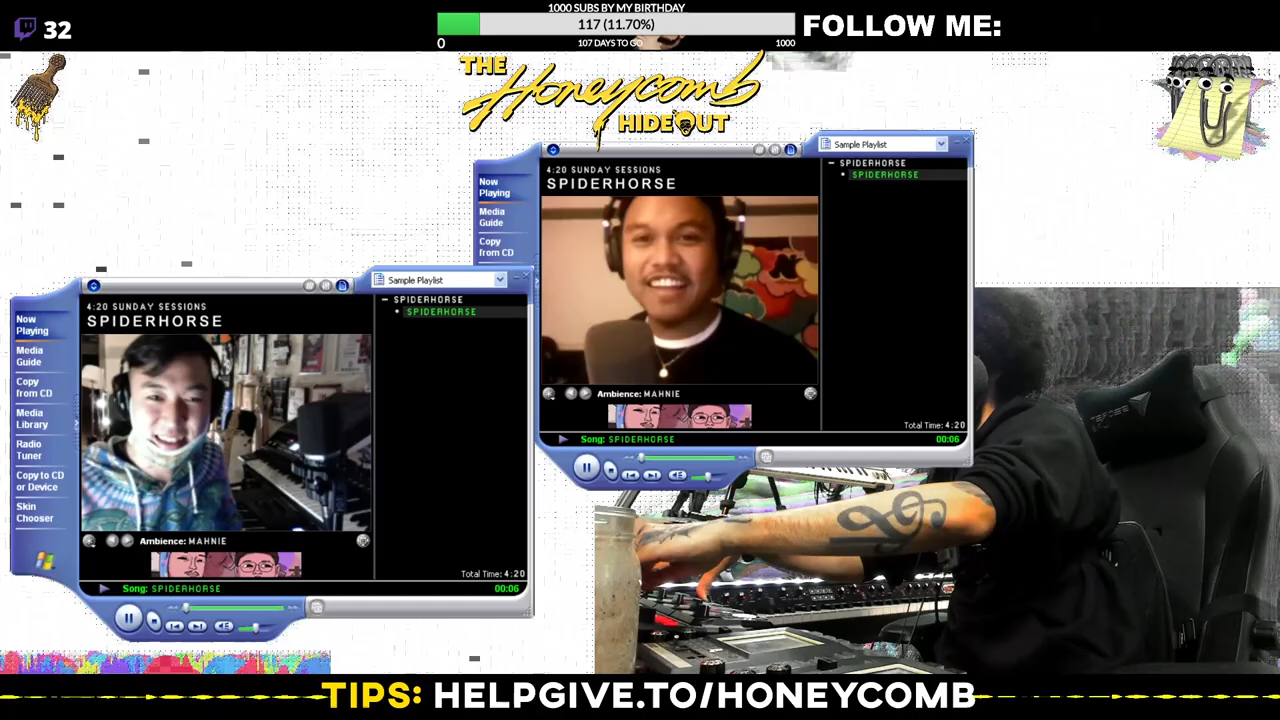 32
1000 SUBS BY MY BIRTHDAY
117 (11.70%)
0
107 DAYS TO GO
1000
FOLLOW ME:
THE
Honeycomb
HIDEOUT
Sample Playlist
4:20 SUNDAY SESSIONS
SPIDERHORSE
Now
Playing
Media
Guide
Copy
from CD
SPIDERHORSE
SPIDERHORSE
Ambience: MAHNIE
Total Time: 4:20
Song: SPIDERHORSE
00:06
Sample Playlist
4:20 SUNDAY SESSIONS
SPIDERHORSE
Now
Playing
Media
Guide
Copy
from CD
Media
Library
Radio
Tuner
Copy to CD
or Device
Skin
Chooser
SPIDERHORSE
SPIDERHORSE
Ambience: MAHNIE
Total Time: 4:20
Song: SPIDERHORSE
00:06
TIPS: HELPGIVE.TO/HONEYCOMB